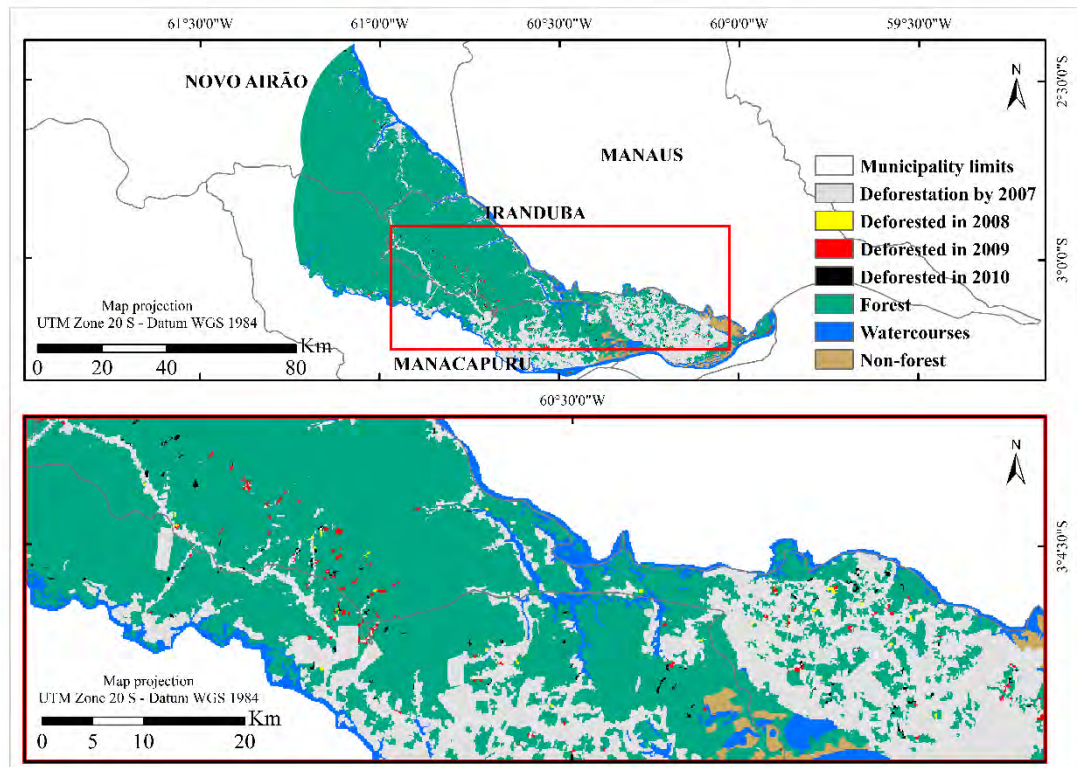 61°30'0"W 61°0'0"W 60°30'0"W 60°0'0"W 59°30'0"W
NOVO AIRÃO
N
2°30'0"S
MANAUS
Municipality limits
Deforestation by 2007
IRANDUBA
Deforested in 2008
Deforested in 2009
3°0'0"S
Deforested in 2010
Map projection
Forest
UTM Zone 20 S - Datum WGS 1984
Watercourses
Km
Non-forest
0 20 40 80
MANACAPURU
60°30'0"W
N
3°4'30"S
Map projection
UTM Zone 20 S - Datum WGS 1984
Km
0 5 10 20